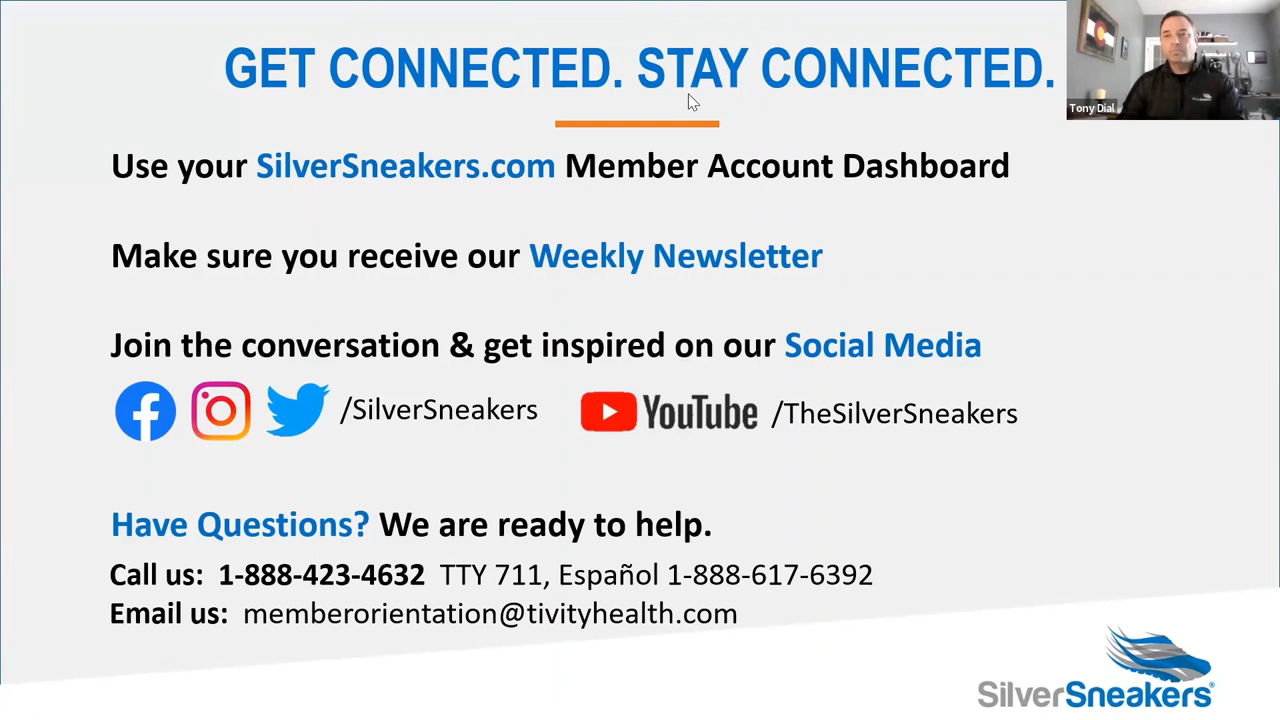 GET CONNECTED. STAY CONNECTED.
Tony Dial
Use your SilverSneakers.com Member Account Dashboard
Make sure you receive our Weekly Newsletter
Join the conversation & get inspired on our Social Media
/SilverSneakers YouTube /TheSilverSneakers
Have Questions? We are ready to help.
Call us: 1-888-423-4632 TTY 711, Español 1-888-617-6392
Email us: memberorientation@tivityhealth.com
SilverSneakers®